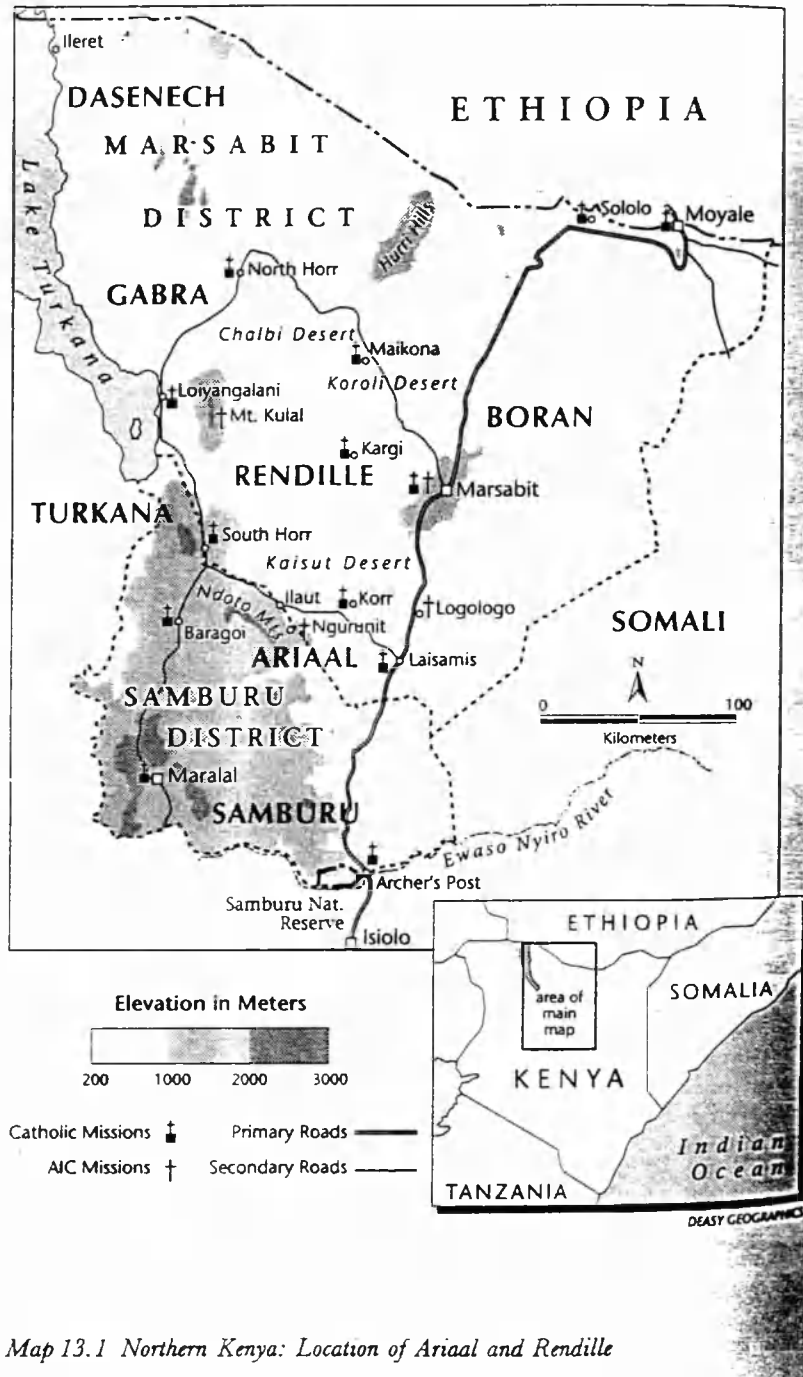 Ileret
DASENECH
ETHIOPIA
MARSABIT
DISTRICT
Lake Turkana
Hurri Hills
Sololo
Moyale
North Horr
GABRA
Chalbi Desert
Maikona
Koroli Desert
Loiyangalani
Mt. Kulal
BORAN
Kargi
RENDILLE
Marsabit
TURKANA
South Horr
Kaisut Desert
Ndoto Mts
Ilaut
Korr
Logologo
Baragoi
Ngurunit
SOMALI
ARIAAL
Laisamis
N
SAMBURU
DISTRICT
0 100
Kilometers
Maralal
SAMBURU
Ewaso Nyiro River
Archer's Post
Samburu Nat.
Reserve
Isiolo
ETHIOPIA
SOMALIA
area of
main
map
KENYA
Indian
Ocean
TANZANIA
DEASY GEOGRAPHICS
Elevation in Meters
200 1000 2000 3000
Catholic Missions Primary Roads
AIC Missions Secondary Roads
Map 13.1 Northern Kenya: Location of Ariaal and Rendille